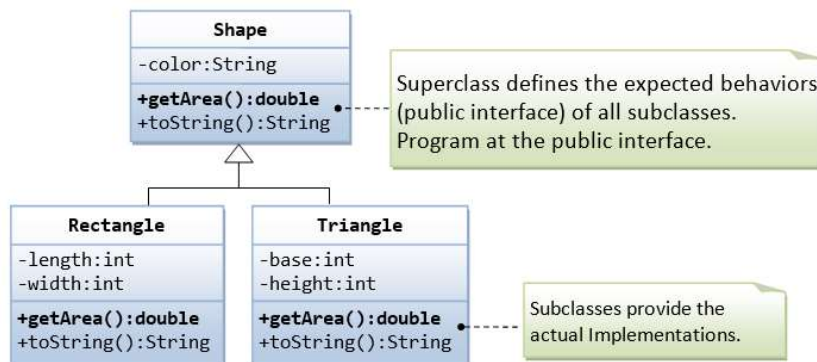 Shape
-color:String
+getArea():double
+toString():String
Superclass defines the expected behaviors
(public interface) of all subclasses.
Program at the public interface.
Rectangle
-length:int
-width:int
+getArea():double
+toString():String
Triangle
-base:int
-height:int
+getArea():double
+toString():String
Subclasses provide the
actual Implementations.